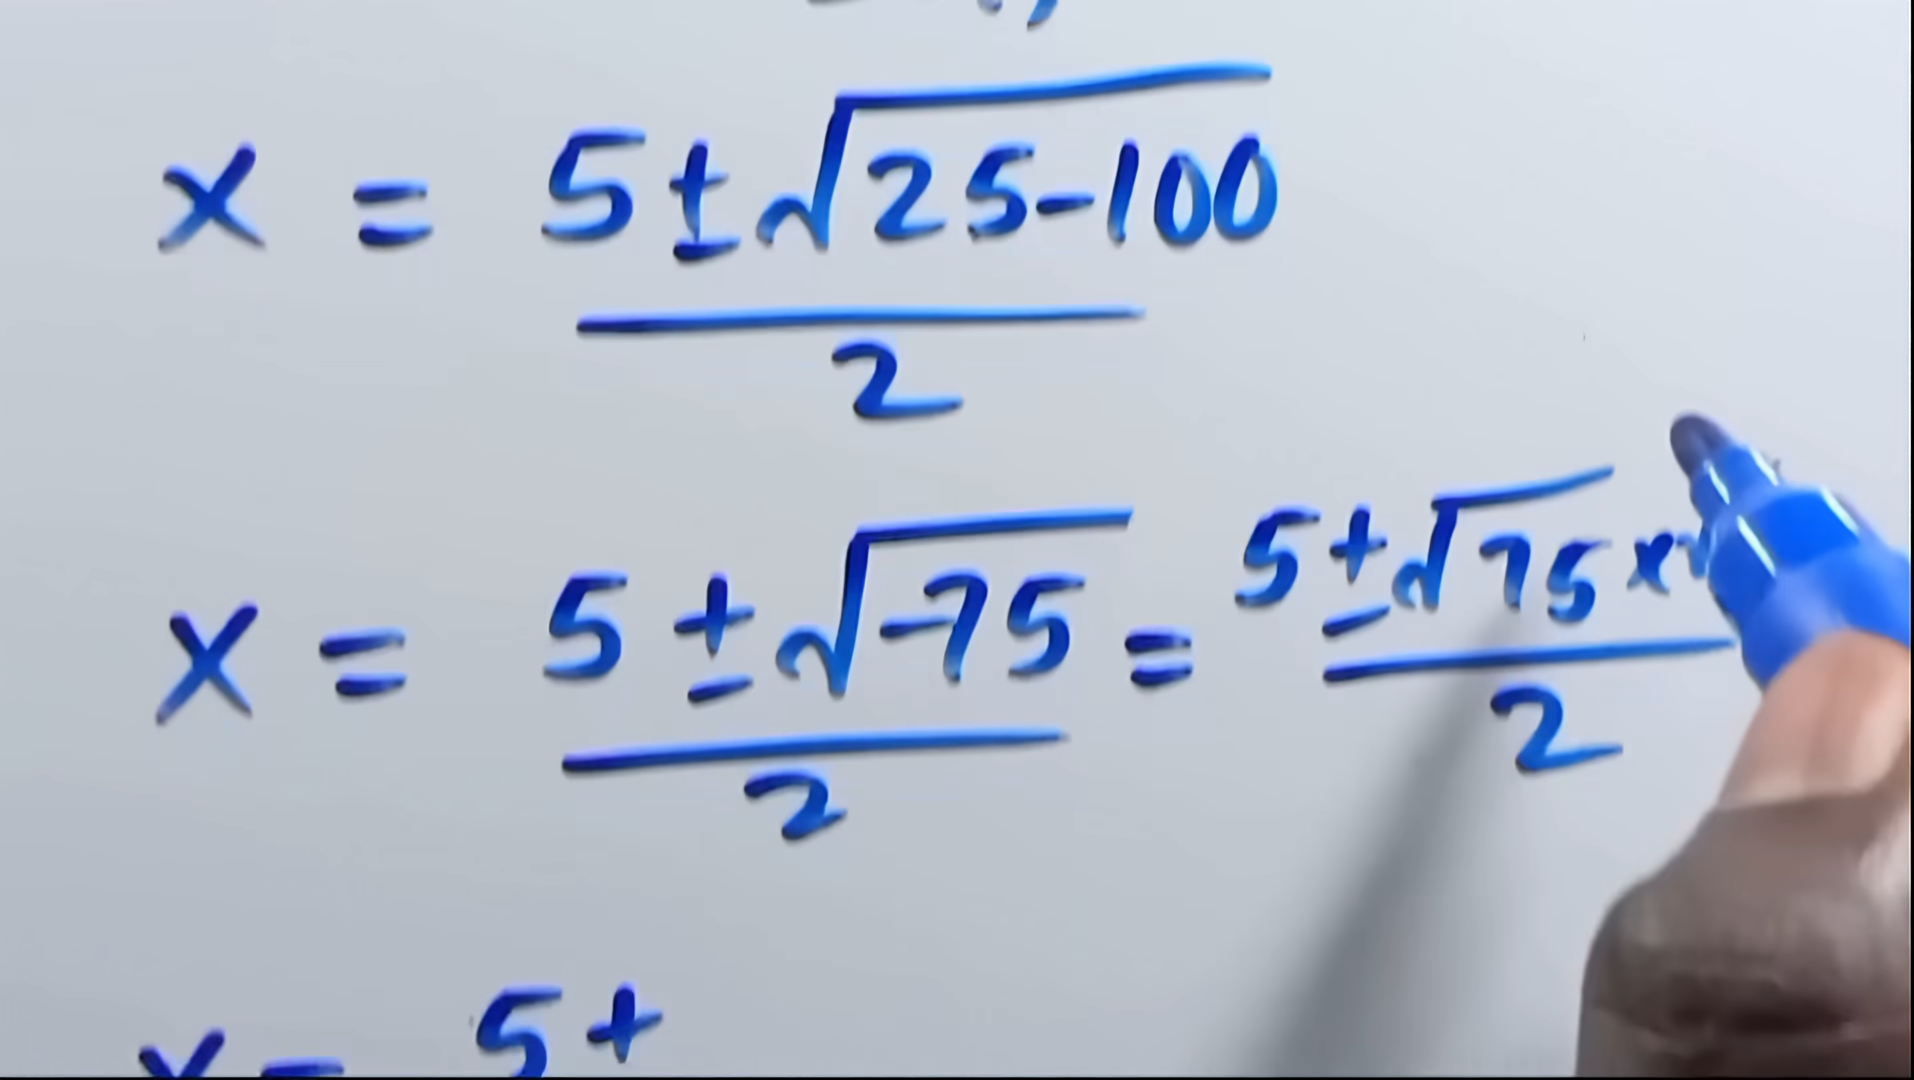 x = 5 ± √25-100
2
x = 5 ± √-75 = 5 ± √75 x √
2 2
x = 5 +